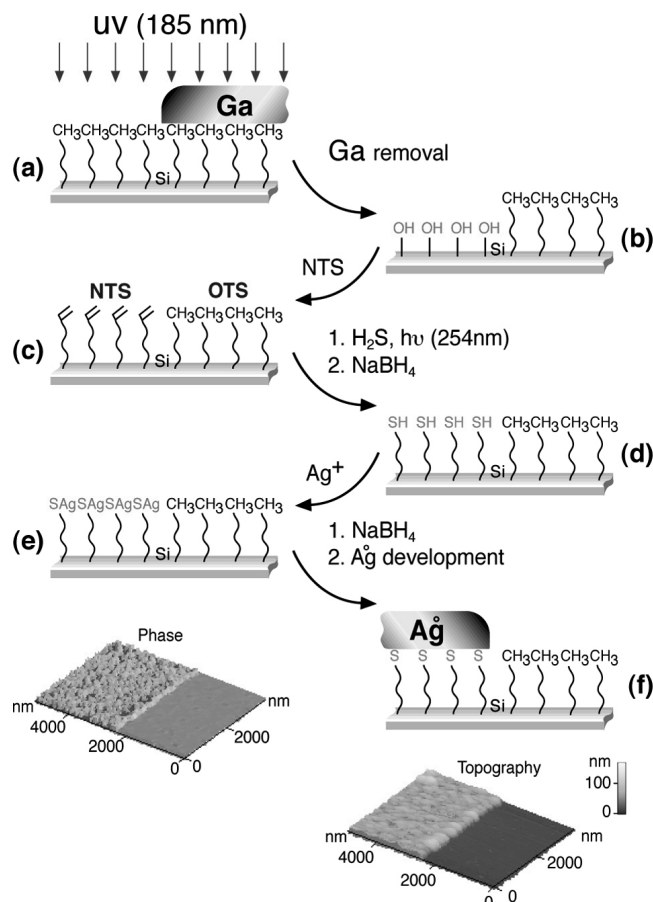 uv (185 nm)
Ga
CH3CH3CH3CH3CH3CH3CH3CH3
(a)
Si
Ga removal
CH3CH3CH3CH3
OH OH OH OH
(b)
Si
NTS
NTS OTS
CH3CH3CH3CH3
(c)
Si
1. H2S, hυ (254nm)
2. NaBH4
SH SH SH SH CH3CH3CH3CH3
(d)
Si
Ag+
SAgSAgSAgSAg CH3CH3CH3CH3
(e)
Si
1. NaBH4
2. Ag̊ development
Ag̊
S S S S CH3CH3CH3CH3
(f)
Si
Phase
nm
4000
2000
0
0
2000
nm
Topography
nm
100
0
nm
4000
2000
0
0
2000
nm